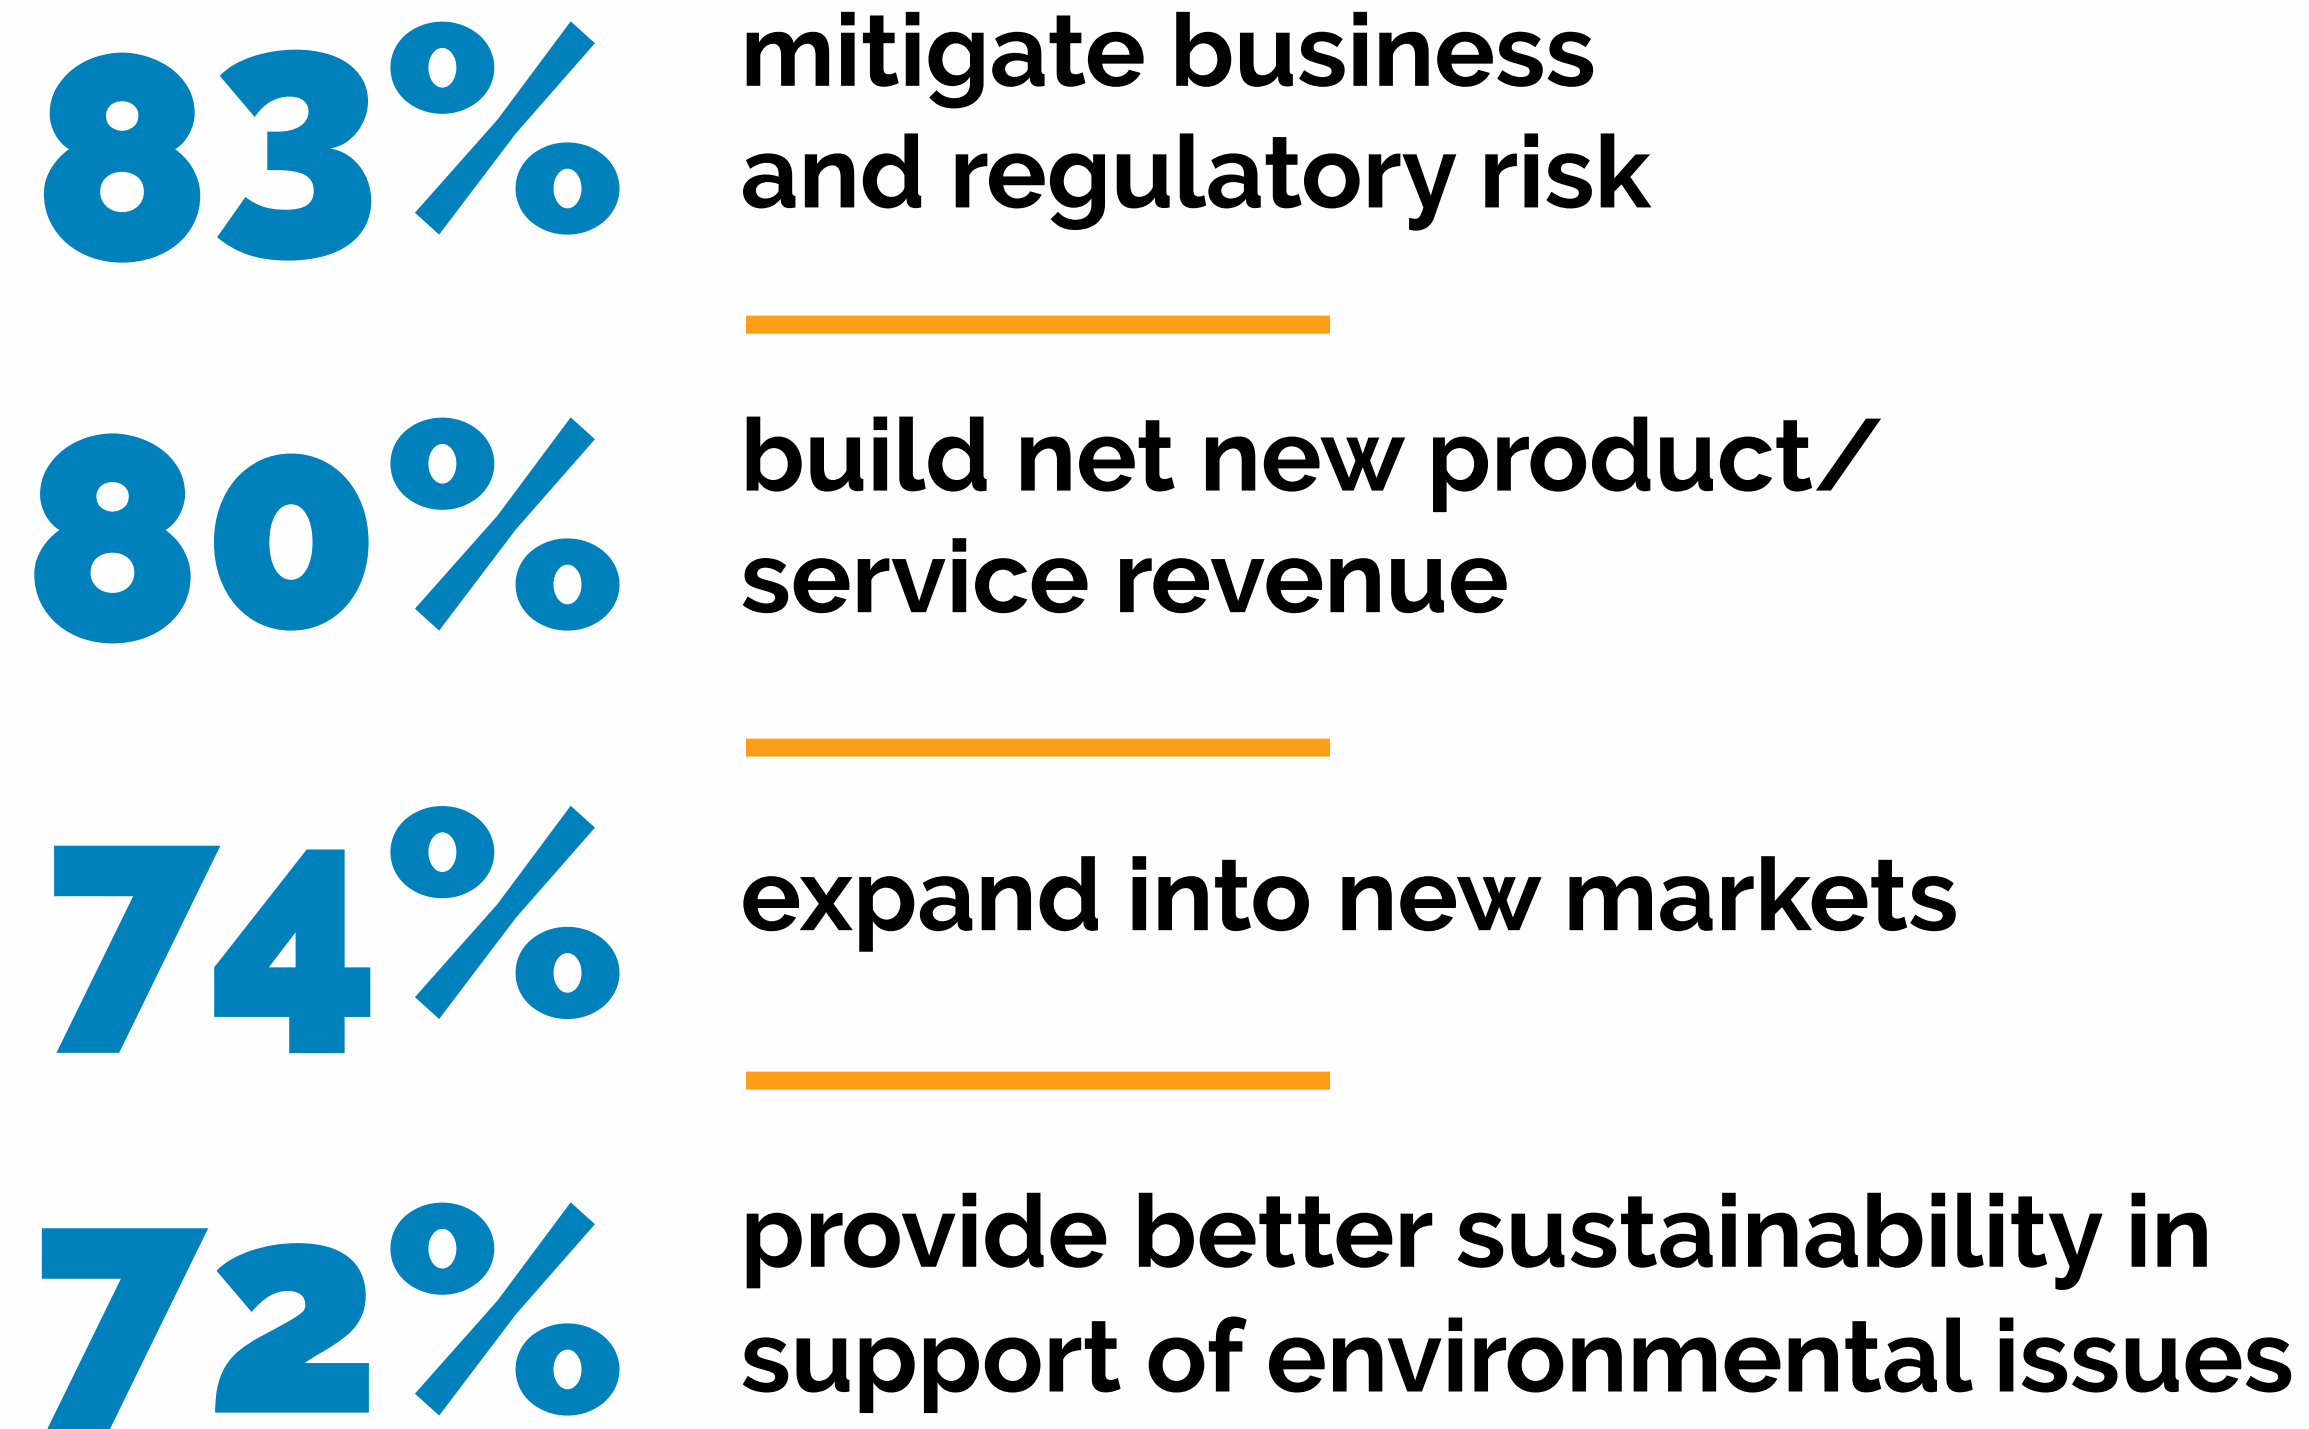 83% mitigate business
and regulatory risk
80% build net new product/
service revenue
74% expand into new markets
72% provide better sustainability in
support of environmental issues